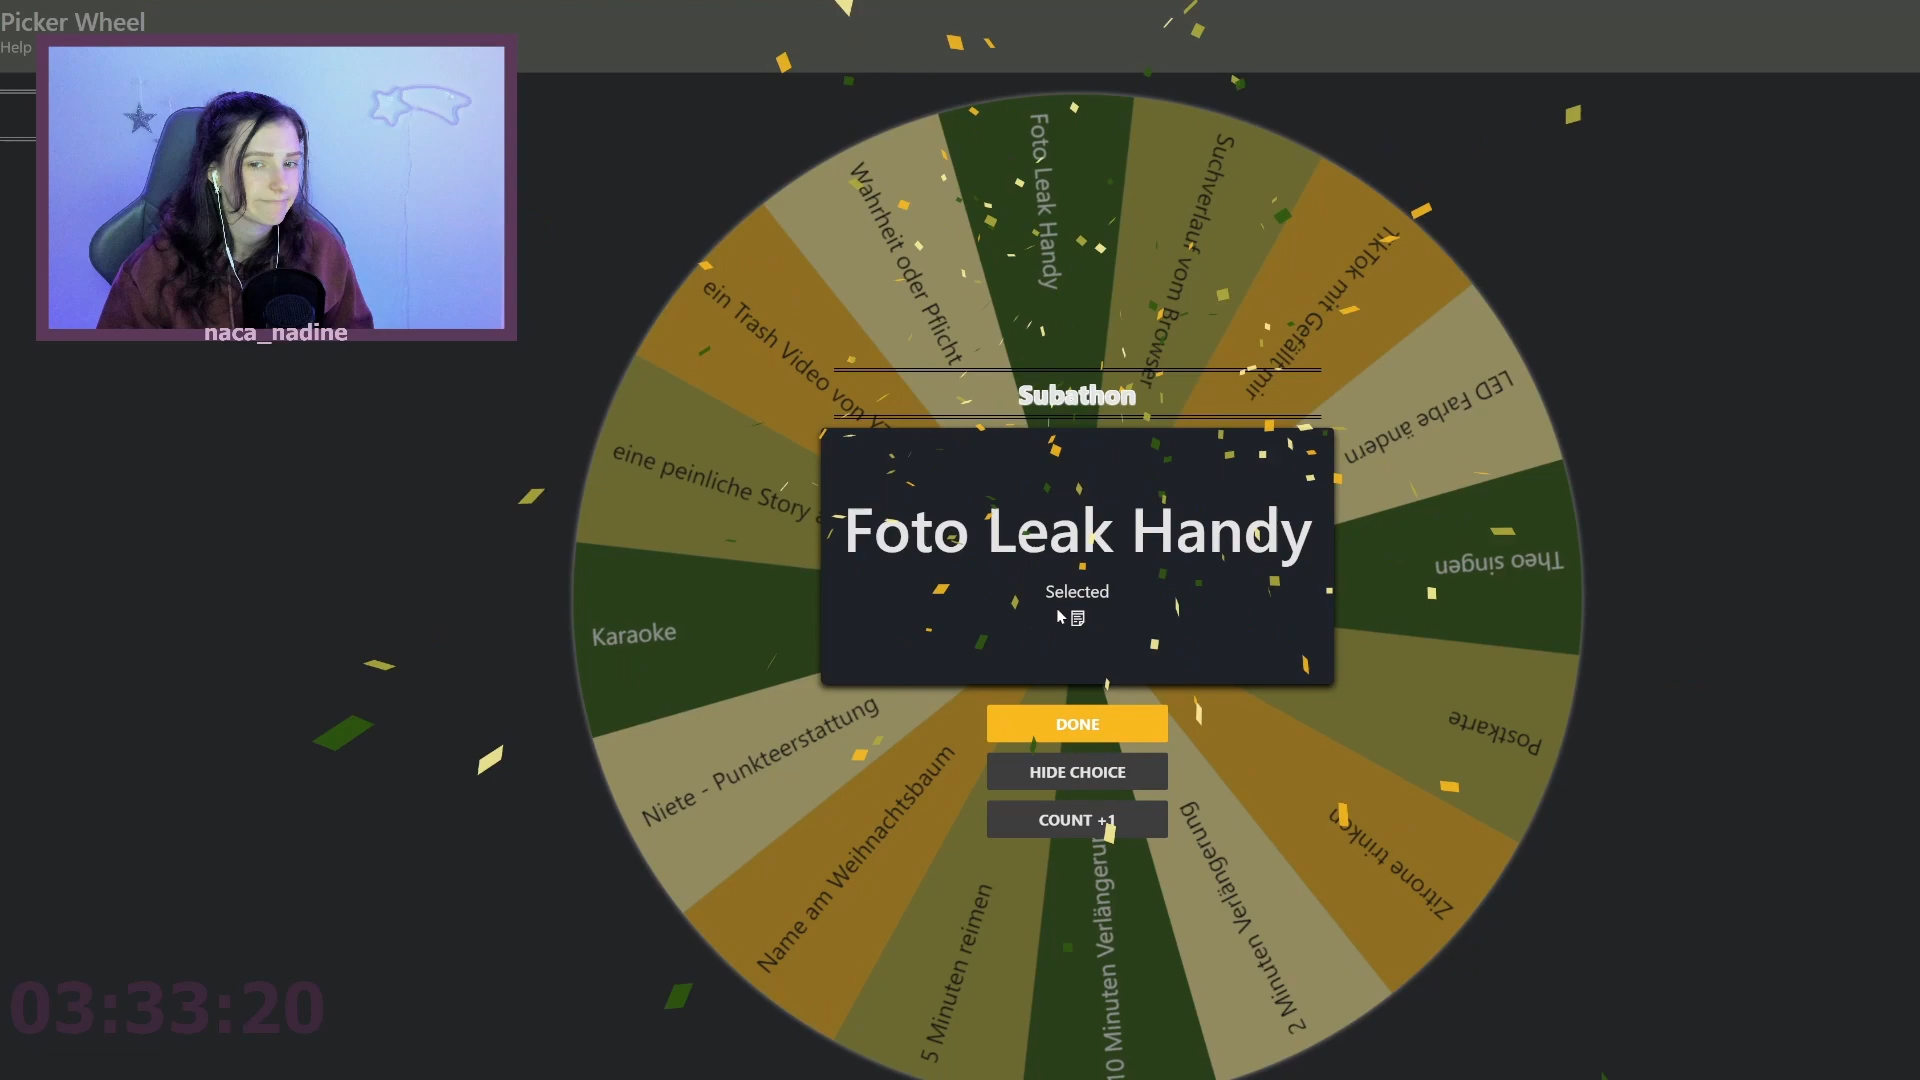 Picker Wheel
Help
naca_nadine
Foto Leak Handy
Suchverlauf vom Browser
TikTok mit Gefällt mir
LED Farbe ändern
Theo singen
Postkarte
Zitrone trinken
2 Minuten Verlängerung
10 Minuten
5 Minuten reimen
Name am Weihnachtsbaum
Niete - Punkteerstattung
Karaoke
eine peinliche Story
ein Trash Video von
Wahrheit oder Pflicht
Subathon
Foto Leak Handy
Selected
DONE
HIDE CHOICE
COUNT +1
03:33:20